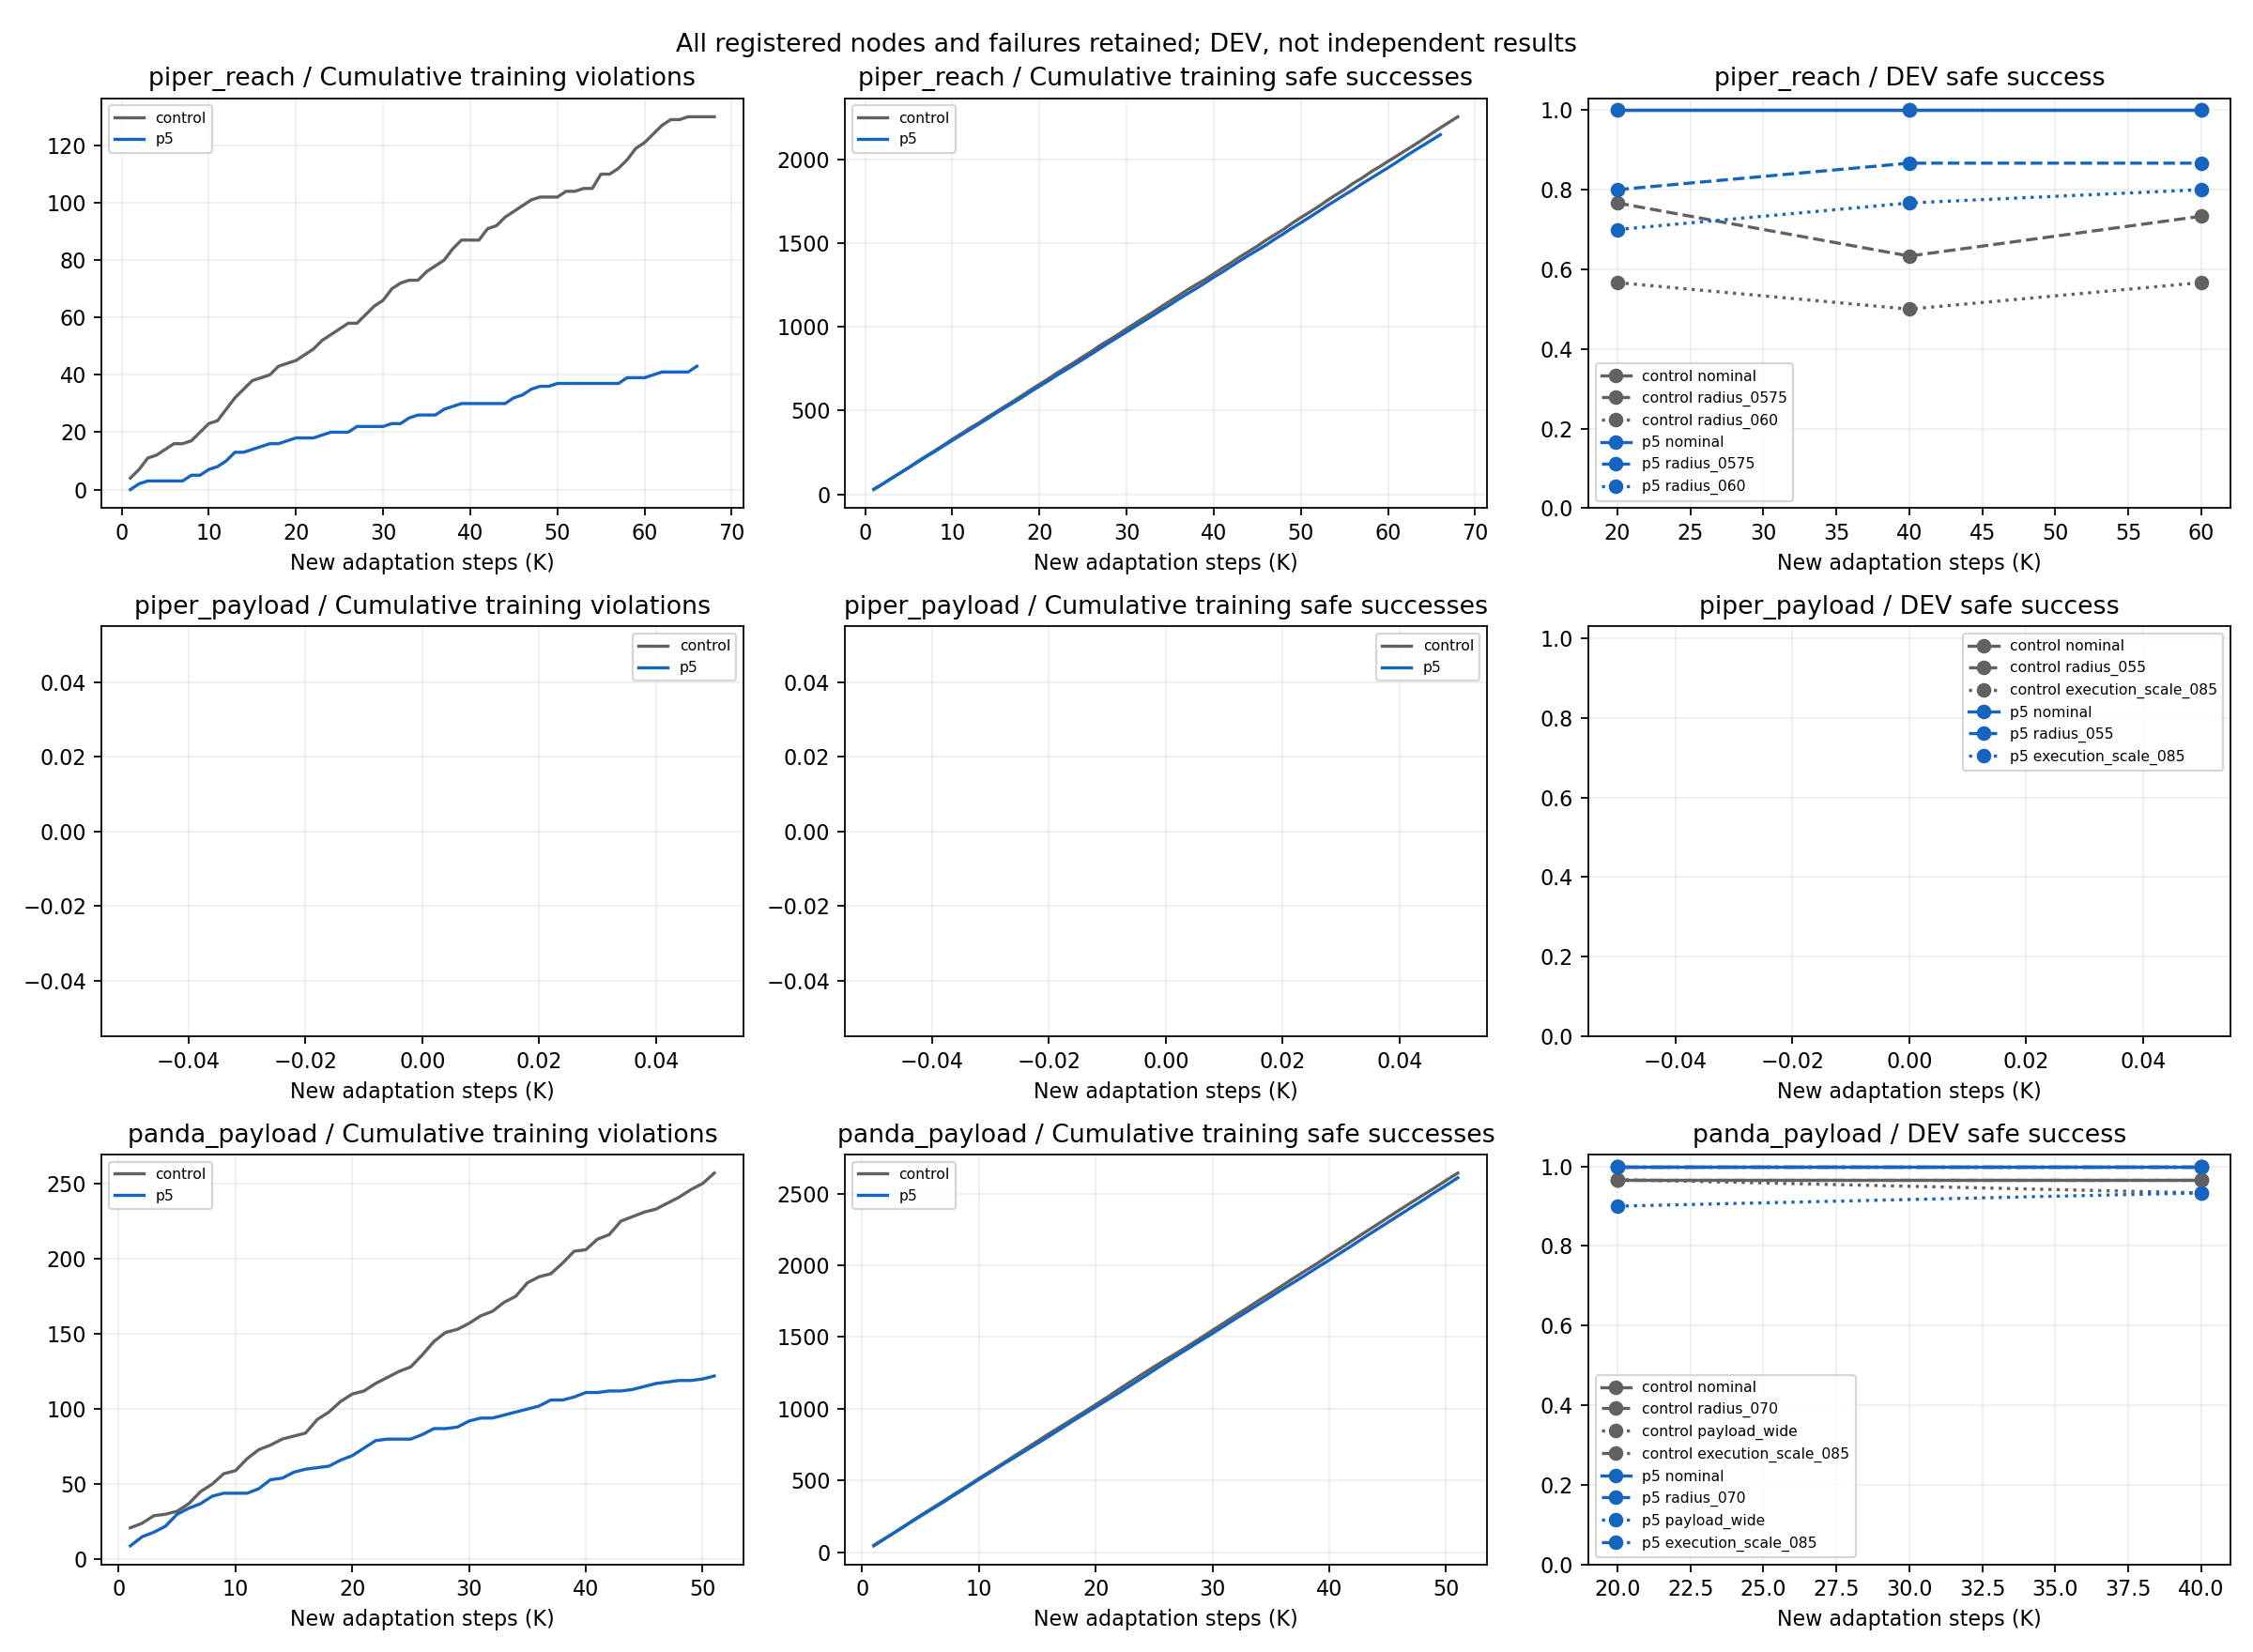 All registered nodes and failures retained; DEV, not independent results
piper_reach / Cumulative training violations
control
p5
0
20
40
60
80
100
120
0 10 20 30 40 50 60 70
New adaptation steps (K)
piper_reach / Cumulative training safe successes
control
p5
0
500
1000
1500
2000
0 10 20 30 40 50 60 70
New adaptation steps (K)
piper_reach / DEV safe success
1.0
0.8
0.6
0.4
0.2
0.0
control nominal
control radius_0575
control radius_060
p5 nominal
p5 radius_0575
p5 radius_060
20 25 30 35 40 45 50 55 60
New adaptation steps (K)
piper_payload / Cumulative training violations
control
p5
0.04
0.02
0.00
−0.02
−0.04
−0.04 −0.02 0.00 0.02 0.04
New adaptation steps (K)
piper_payload / Cumulative training safe successes
control
p5
0.04
0.02
0.00
−0.02
−0.04
−0.04 −0.02 0.00 0.02 0.04
New adaptation steps (K)
piper_payload / DEV safe success
control nominal
control radius_055
control execution_scale_085
p5 nominal
p5 radius_055
p5 execution_scale_085
1.0
0.8
0.6
0.4
0.2
0.0
−0.04 −0.02 0.00 0.02 0.04
New adaptation steps (K)
panda_payload / Cumulative training violations
control
p5
250
200
150
100
50
0
0 10 20 30 40 50
New adaptation steps (K)
panda_payload / Cumulative training safe successes
control
p5
2500
2000
1500
1000
500
0
0 10 20 30 40 50
New adaptation steps (K)
panda_payload / DEV safe success
1.0
0.8
0.6
0.4
0.2
0.0
control nominal
control radius_070
control payload_wide
control execution_scale_085
p5 nominal
p5 radius_070
p5 payload_wide
p5 execution_scale_085
20.0 22.5 25.0 27.5 30.0 32.5 35.0 37.5 40.0
New adaptation steps (K)